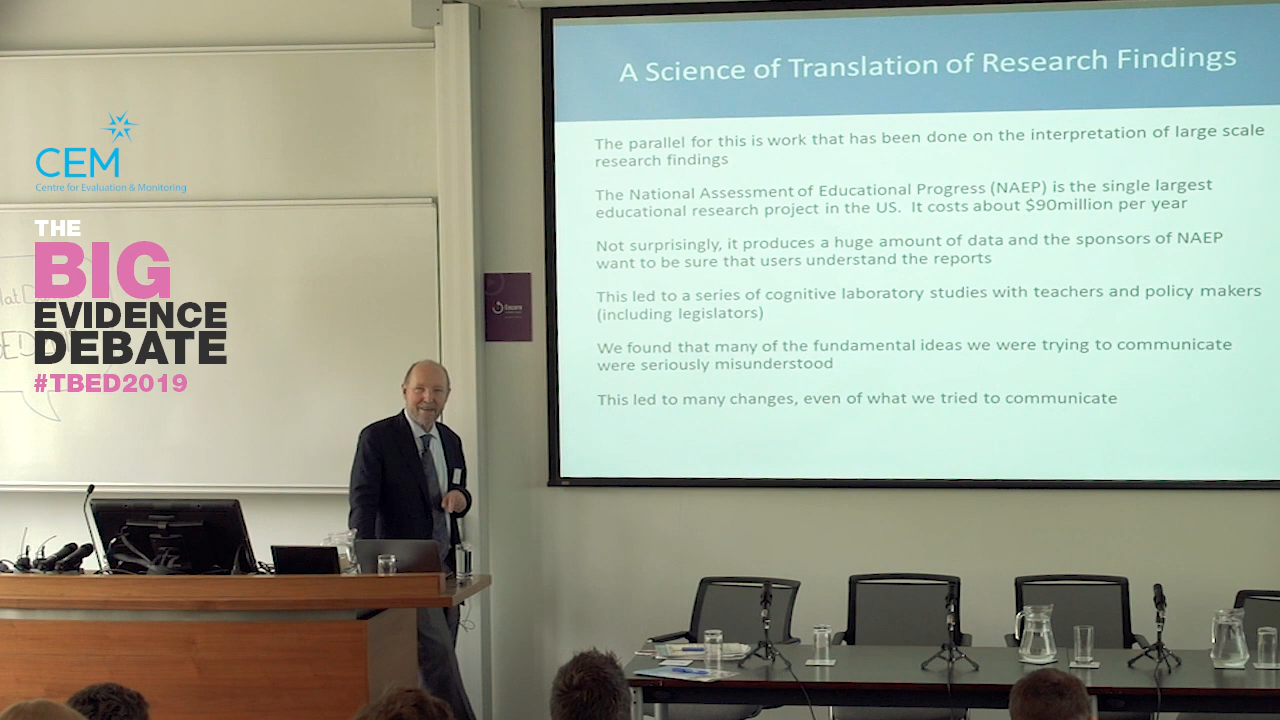 CEM
Centre for Evaluation & Monitoring
THE
BIG
EVIDENCE
DEBATE
#TBED2019
A Science of Translation of Research Findings
The parallel for this is work that has been done on the interpretation of large scale
research findings
The National Assessment of Educational Progress (NAEP) is the single largest
educational research project in the US. It costs about $90million per year
Not surprisingly, it produces a huge amount of data and the sponsors of NAEP
want to be sure that users understand the reports
This led to a series of cognitive laboratory studies with teachers and policy makers
(including legislators)
We found that many of the fundamental ideas we were trying to communicate
were seriously misunderstood
This led to many changes, even of what we tried to communicate